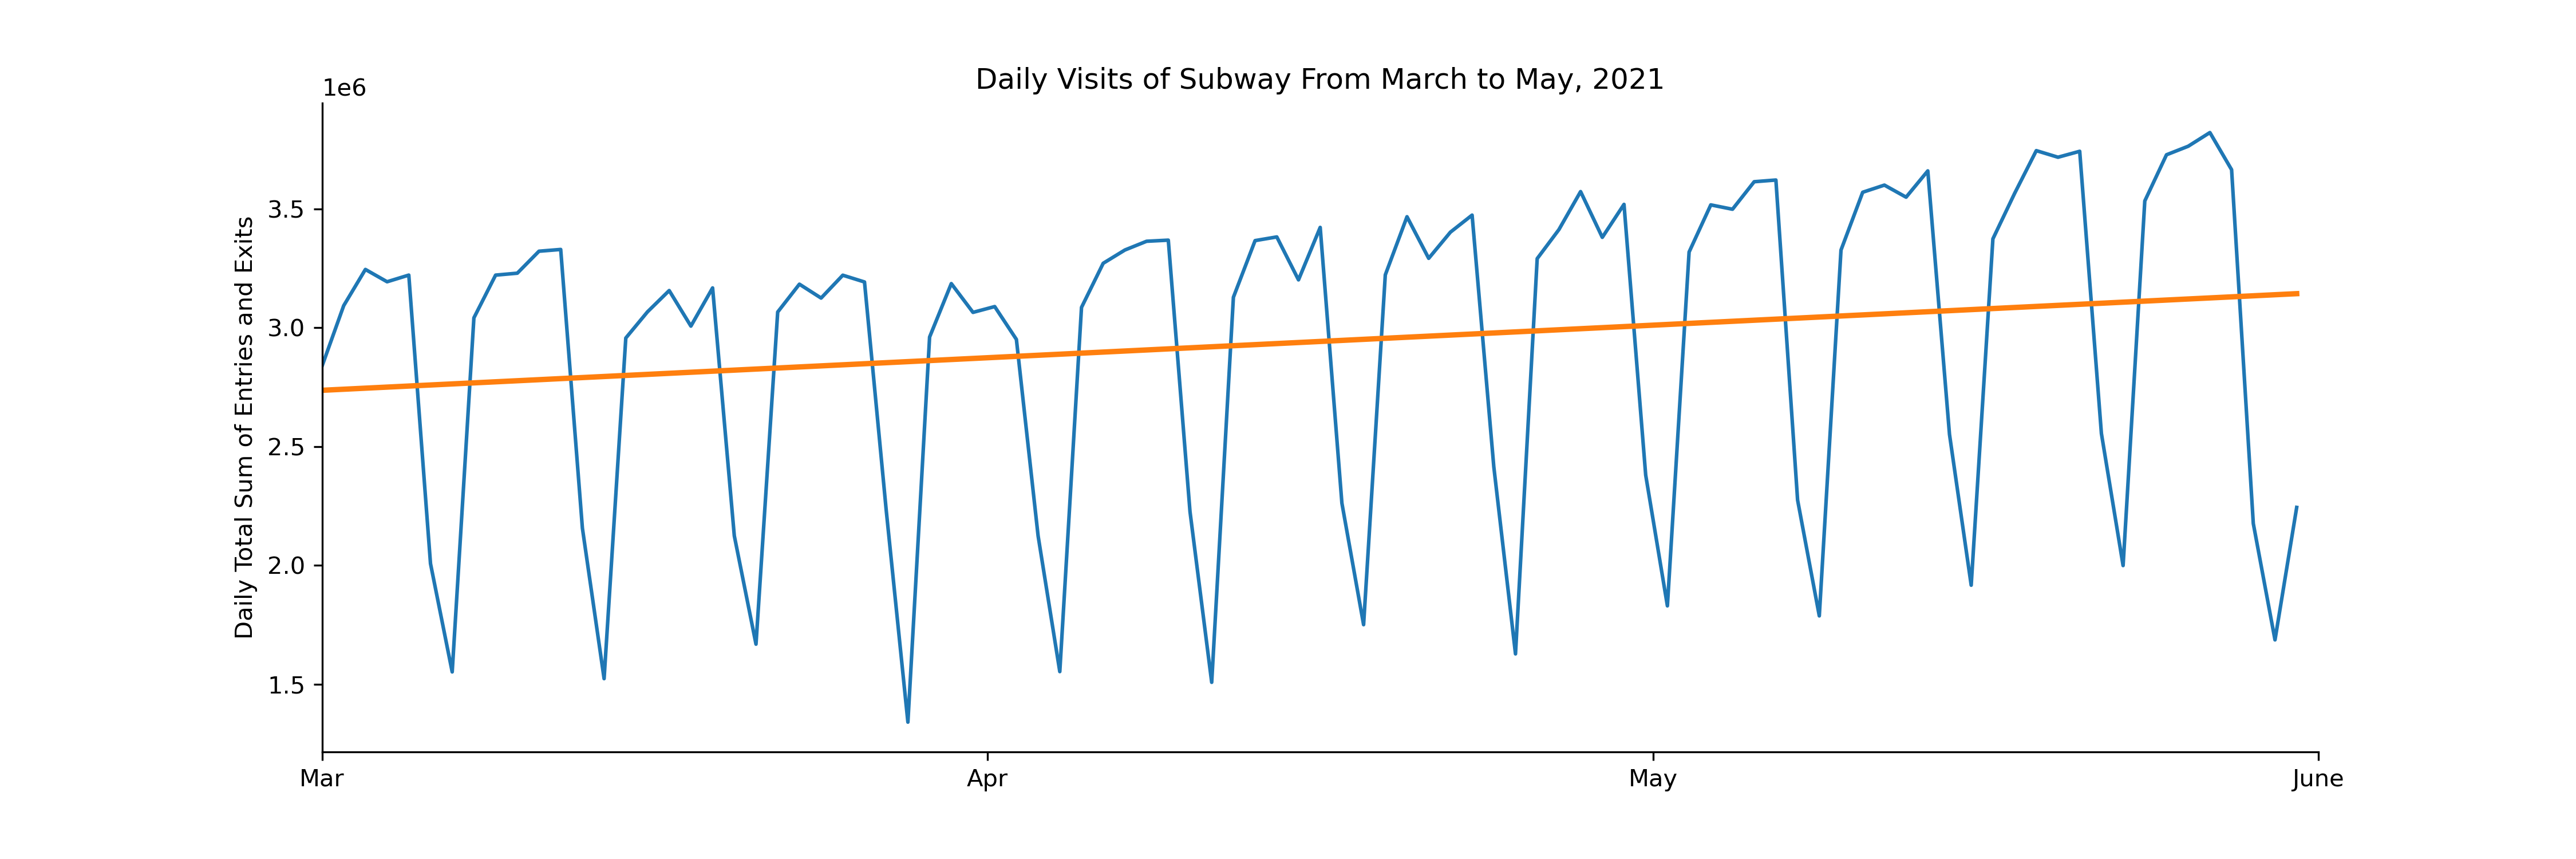 Daily Visits of Subway From March to May, 2021
1e6
Daily Total Sum of Entries and Exits
3.5
3.0
2.5
2.0
1.5
Mar
Apr
May
June